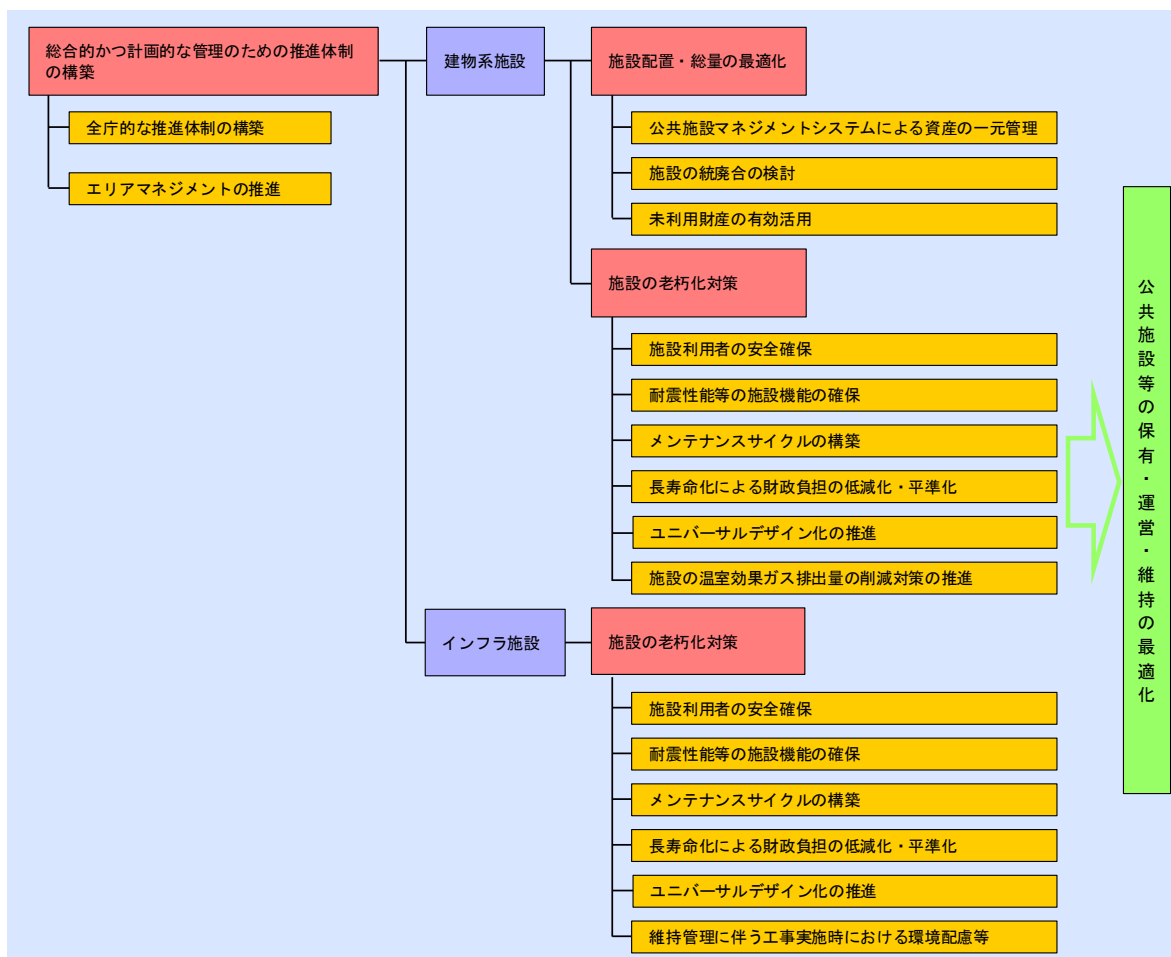 総合的かつ計画的な管理のための推進体制
の構築
全庁的な推進体制の構築
エリアマネジメントの推進
建物系施設
施設配置・総量の最適化
公共施設マネジメントシステムによる資産の一元管理
施設の統廃合の検討
未利用財産の有効活用
施設の老朽化対策
施設利用者の安全確保
耐震性能等の施設機能の確保
メンテナンスサイクルの構築
長寿命化による財政負担の低減化・平準化
ユニバーサルデザイン化の推進
施設の温室効果ガス排出量の削減対策の推進
インフラ施設
施設の老朽化対策
施設利用者の安全確保
耐震性能等の施設機能の確保
メンテナンスサイクルの構築
長寿命化による財政負担の低減化・平準化
ユニバーサルデザイン化の推進
維持管理に伴う工事実施時における環境配慮等
公共施設等の保有・運営・維持の最適化